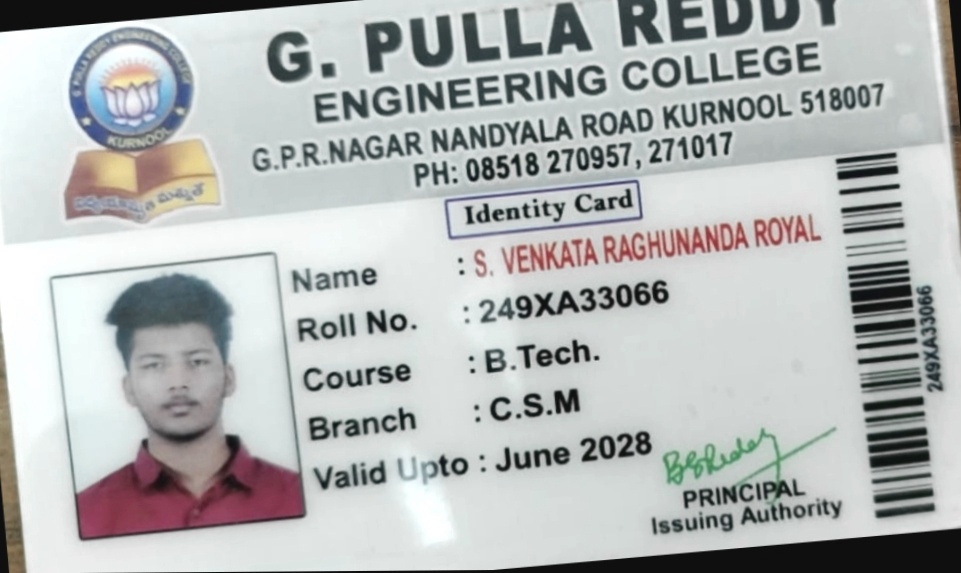 G. PULLA REDDY
ENGINEERING COLLEGE
G.P.R.NAGAR NANDYALA ROAD KURNOOL 518007
PH: 08518 270957, 271017
G PULLA REDDY ENGINEERING COLLEGE
KURNOOL
Identity Card
Name : S. VENKATA RAGHUNANDA ROYAL
Roll No. : 249XA33066
Course : B.Tech.
Branch : C.S.M
Valid Upto : June 2028
BSReddy
PRINCIPAL
Issuing Authority
249XA33066